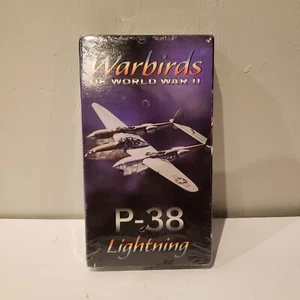 Warbirds
OF WORLD WAR II
P-38
Lightning